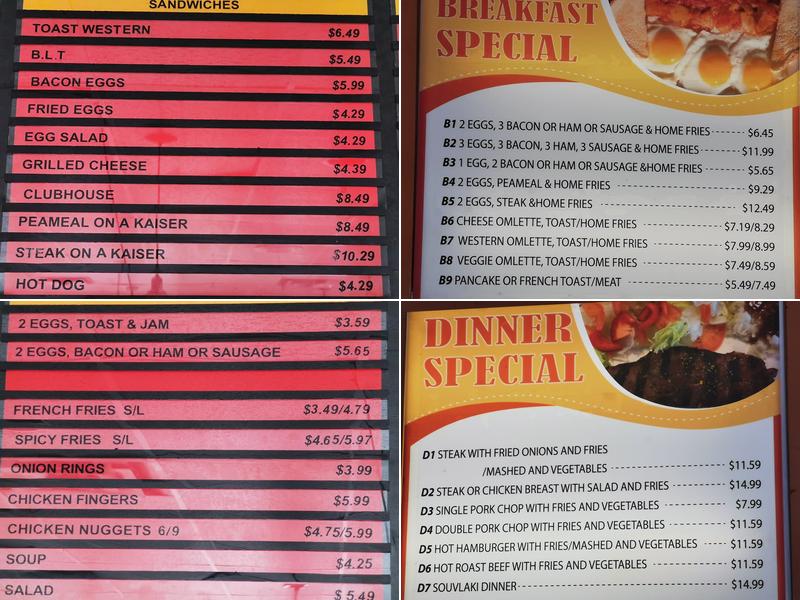 SANDWICHES
TOAST WESTERN $6.49
B.L.T $5.49
BACON EGGS $5.99
FRIED EGGS $4.29
EGG SALAD $4.29
GRILLED CHEESE $4.39
CLUBHOUSE $8.49
PEAMEAL ON A KAISER $8.49
STEAK ON A KAISER $10.29
HOT DOG $4.29
BREAKFAST
SPECIAL
B1 2 EGGS, 3 BACON OR HAM OR SAUSAGE & HOME FRIES $6.45
B2 3 EGGS, 3 BACON, 3 HAM, 3 SAUSAGE & HOME FRIES $11.99
B3 1 EGG, 2 BACON OR HAM OR SAUSAGE &HOME FRIES $5.65
B4 2 EGGS, PEAMEAL & HOME FRIES $9.29
B5 2 EGGS, STEAK &HOME FRIES $12.49
B6 CHEESE OMLETTE, TOAST/HOME FRIES $7.19/8.29
B7 WESTERN OMLETTE, TOAST/HOME FRIES $7.99/8.99
B8 VEGGIE OMLETTE, TOAST/HOME FRIES $7.49/8.59
B9 PANCAKE OR FRENCH TOAST/MEAT $5.49/7.49
2 EGGS, TOAST & JAM $3.59
2 EGGS, BACON OR HAM OR SAUSAGE $5.65
FRENCH FRIES S/L $3.49/4.79
SPICY FRIES S/L $4.65/5.97
ONION RINGS $3.99
CHICKEN FINGERS $5.99
CHICKEN NUGGETS 6/9 $4.75/5.99
SOUP $4.25
SALAD $5.49
DINNER
SPECIAL
D1 STEAK WITH FRIED ONIONS AND FRIES
/MASHED AND VEGETABLES $11.59
D2 STEAK OR CHICKEN BREAST WITH SALAD AND FRIES $14.99
D3 SINGLE PORK CHOP WITH FRIES AND VEGETABLES $7.99
D4 DOUBLE PORK CHOP WITH FRIES AND VEGETABLES $11.59
D5 HOT HAMBURGER WITH FRIES/MASHED AND VEGETABLES $11.59
D6 HOT ROAST BEEF WITH FRIES AND VEGETABLES $11.59
D7 SOUVLAKI DINNER $14.99